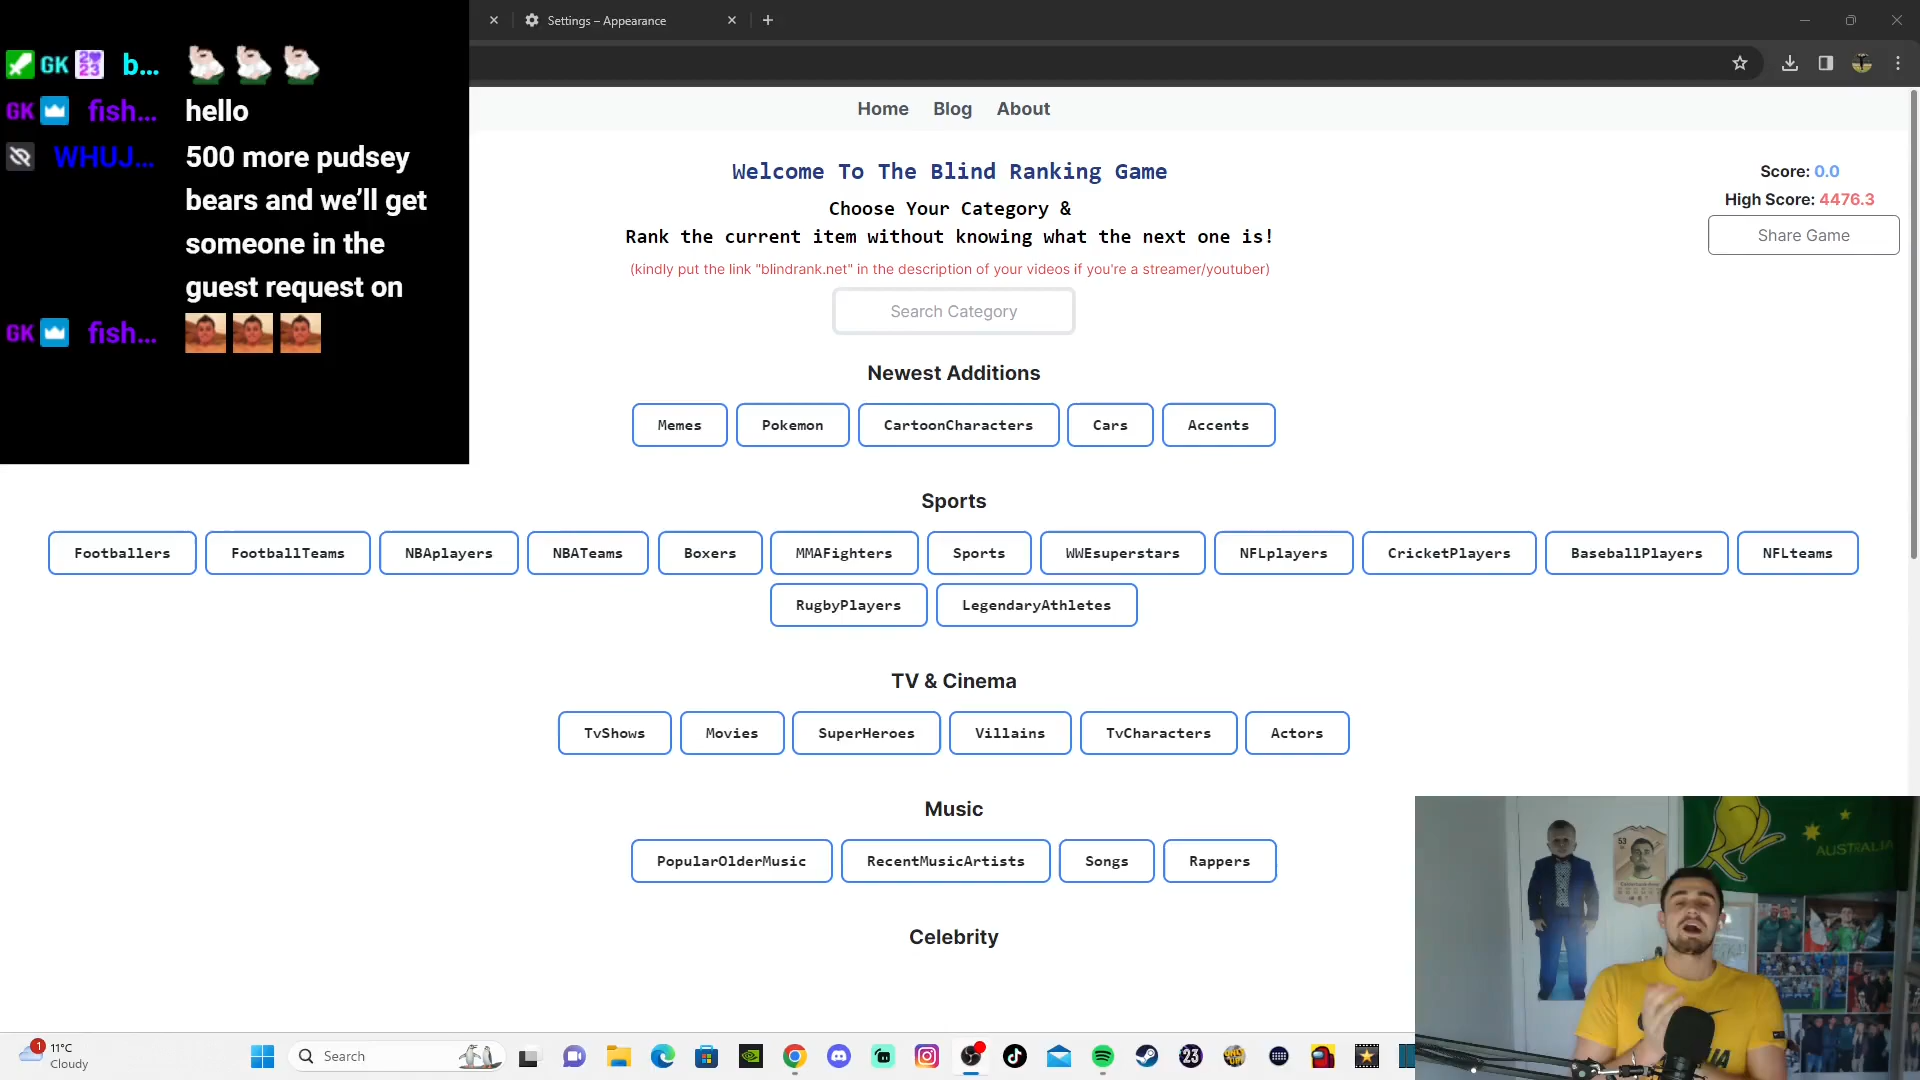 Settings – Appearance
GK b...
GK fish... hello
WHUJ... 500 more pudsey
bears and we’ll get
someone in the
guest request on
GK fish...
Home Blog About
Welcome To The Blind Ranking Game
Choose Your Category &
Rank the current item without knowing what the next one is!
(kindly put the link "blindrank.net" in the description of your videos if you're a streamer/youtuber)
Search Category
Score: 0.0
High Score: 4476.3
Share Game
Newest Additions
Memes Pokemon CartoonCharacters Cars Accents
Sports
Footballers FootballTeams NBAplayers NBATeams Boxers MMAFighters Sports WWEsuperstars NFLplayers CricketPlayers BaseballPlayers NFLteams
RugbyPlayers LegendaryAthletes
TV & Cinema
TvShows Movies SuperHeroes Villains TvCharacters Actors
Music
PopularOlderMusic RecentMusicArtists Songs Rappers
Celebrity
AUSTRALIA
1
11°C
Cloudy
Search